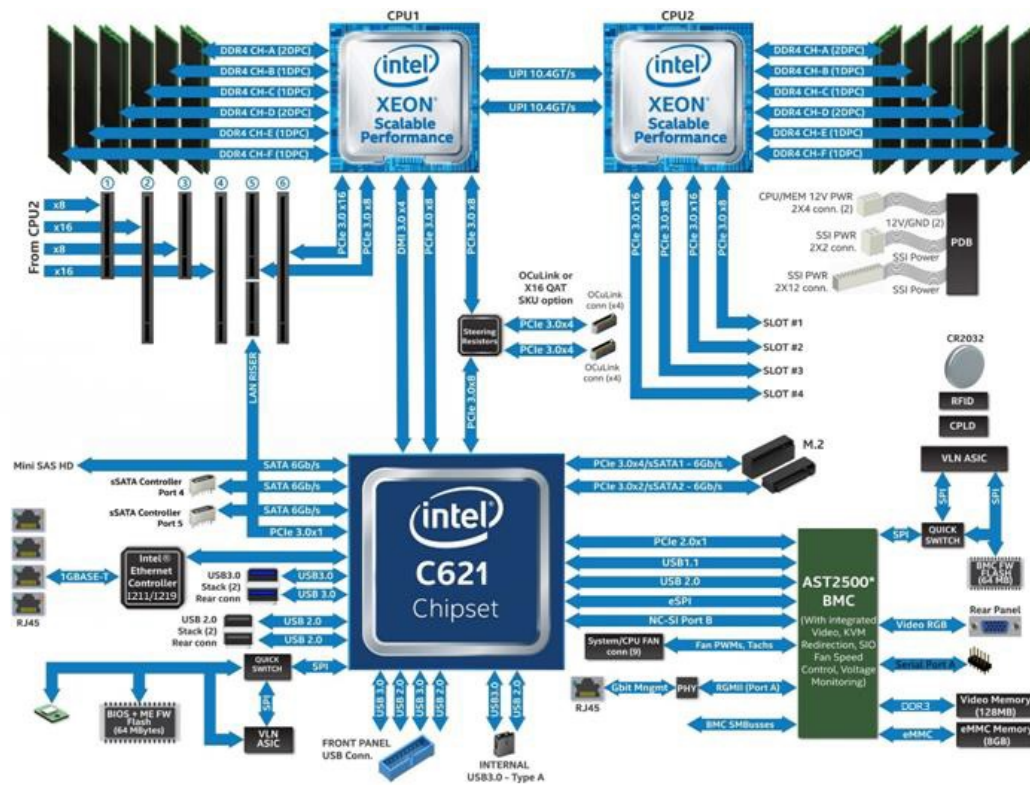 CPU1
CPU2
intel
XEON®
Scalable
Performance
intel
XEON®
Scalable
Performance
DDR4 CH-A (2DPC)
DDR4 CH-B (1DPC)
DDR4 CH-C (1DPC)
DDR4 CH-D (2DPC)
DDR4 CH-E (1DPC)
DDR4 CH-F (1DPC)
UPI 10.4GT/s
UPI 10.4GT/s
DDR4 CH-A (2DPC)
DDR4 CH-B (1DPC)
DDR4 CH-C (1DPC)
DDR4 CH-D (2DPC)
DDR4 CH-E (1DPC)
DDR4 CH-F (1DPC)
1
2
3
4
5
6
From CPU2
x8
x16
x8
x16
PCIe 3.0 x16
PCIe 3.0 x8
DMI 3.0 x4
PCIe 3.0 x8
PCIe 3.0 x8
PCIe 3.0 x16
PCIe 3.0 x8
PCIe 3.0 x16
PCIe 3.0 x8
CPU/MEM 12V PWR
2X4 conn. (2)
12V/GND (2)
SSI PWR
2X2 conn.
SSI Power
SSI PWR
2X12 conn.
SSI Power
PDB
OCuLink or
X16 QAT
SKU option
OCuLink
conn (x4)
Steering
Resistors
PCIe 3.0x4
PCIe 3.0x4
OCuLink
conn (x4)
SLOT #1
SLOT #2
SLOT #3
SLOT #4
LAN RISER
PCIe 3.0x8
CR2032
RFID
CPLD
VLN ASIC
SPI
SPI
SPI
QUICK
SWITCH
BMC FW
FLASH
(64 MB)
Mini SAS HD
SATA 6Gb/s
sSATA Controller
Port 4
SATA 6Gb/s
sSATA Controller
Port 5
SATA 6Gb/s
PCIe 3.0x1
intel
C621
Chipset
PCIe 3.0x4/sSATA1 - 6Gb/s
PCIe 3.0x2/sSATA2 - 6Gb/s
M.2
1GBASE-T
RJ45
Intel®
Ethernet
Controller
1211/1219
USB3.0
Stack (2)
Rear conn
USB3.0
USB 3.0
USB 2.0
Stack (2)
Rear conn
USB 2.0
USB 2.0
QUICK
SWITCH
SPI
SPI
VLN
ASIC
BIOS + ME FW
Flash
(64 MBytes)
PCIe 2.0x1
USB1.1
USB 2.0
eSPI
NC-SI Port B
System/CPU FAN
conn (9)
Fan PWMs, Tachs
RJ45
Gbit Mngmt
PHY
RGMII (Port A)
BMC SMBusses
AST2500*
BMC
(With integrated
Video, KVM
Redirection, SIO
Fan Speed
Control, Voltage
Monitoring)
Rear Panel
Video RGB
Serial Port A
DDR3
Video Memory
(128MB)
eMMC
eMMC Memory
(8GB)
USB3.0
USB2.0
USB3.0
USB2.0
FRONT PANEL
USB Conn.
USB3.0
USB2.0
INTERNAL
USB3.0 - Type A